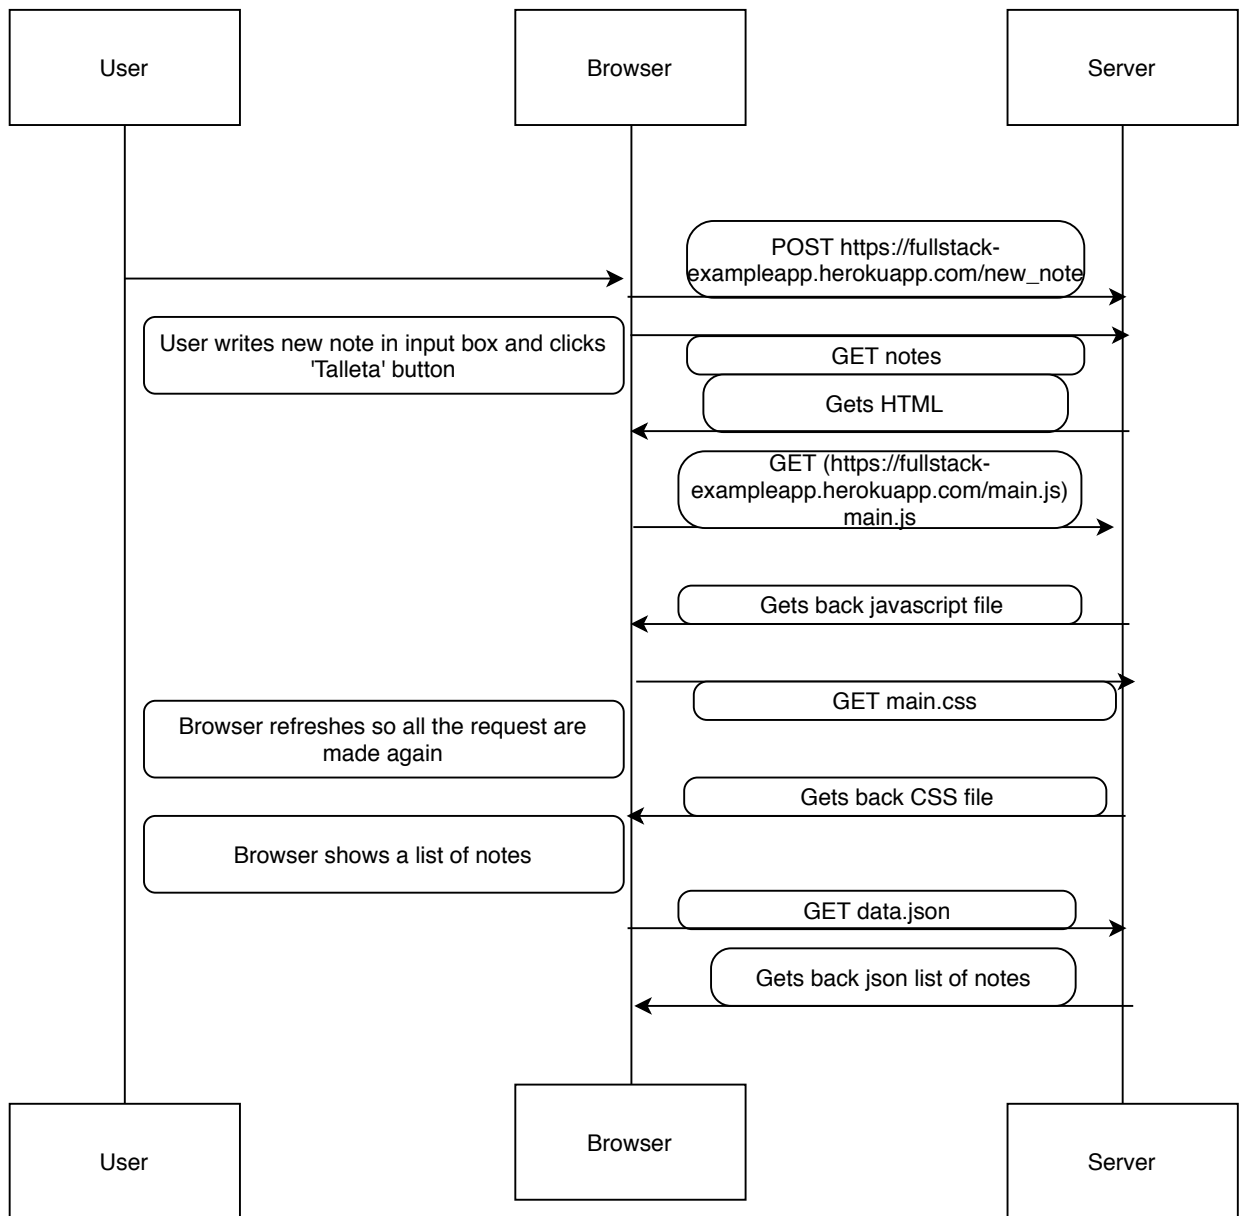 User
Browser
Server
POST https://fullstack-
exampleapp.herokuapp.com/new_note
User writes new note in input box and clicks
'Talleta' button
GET notes
Gets HTML
GET (https://fullstack-
exampleapp.herokuapp.com/main.js)
main.js
Gets back javascript file
GET main.css
Browser refreshes so all the request are
made again
Gets back CSS file
Browser shows a list of notes
GET data.json
Gets back json list of notes
User
Browser
Server